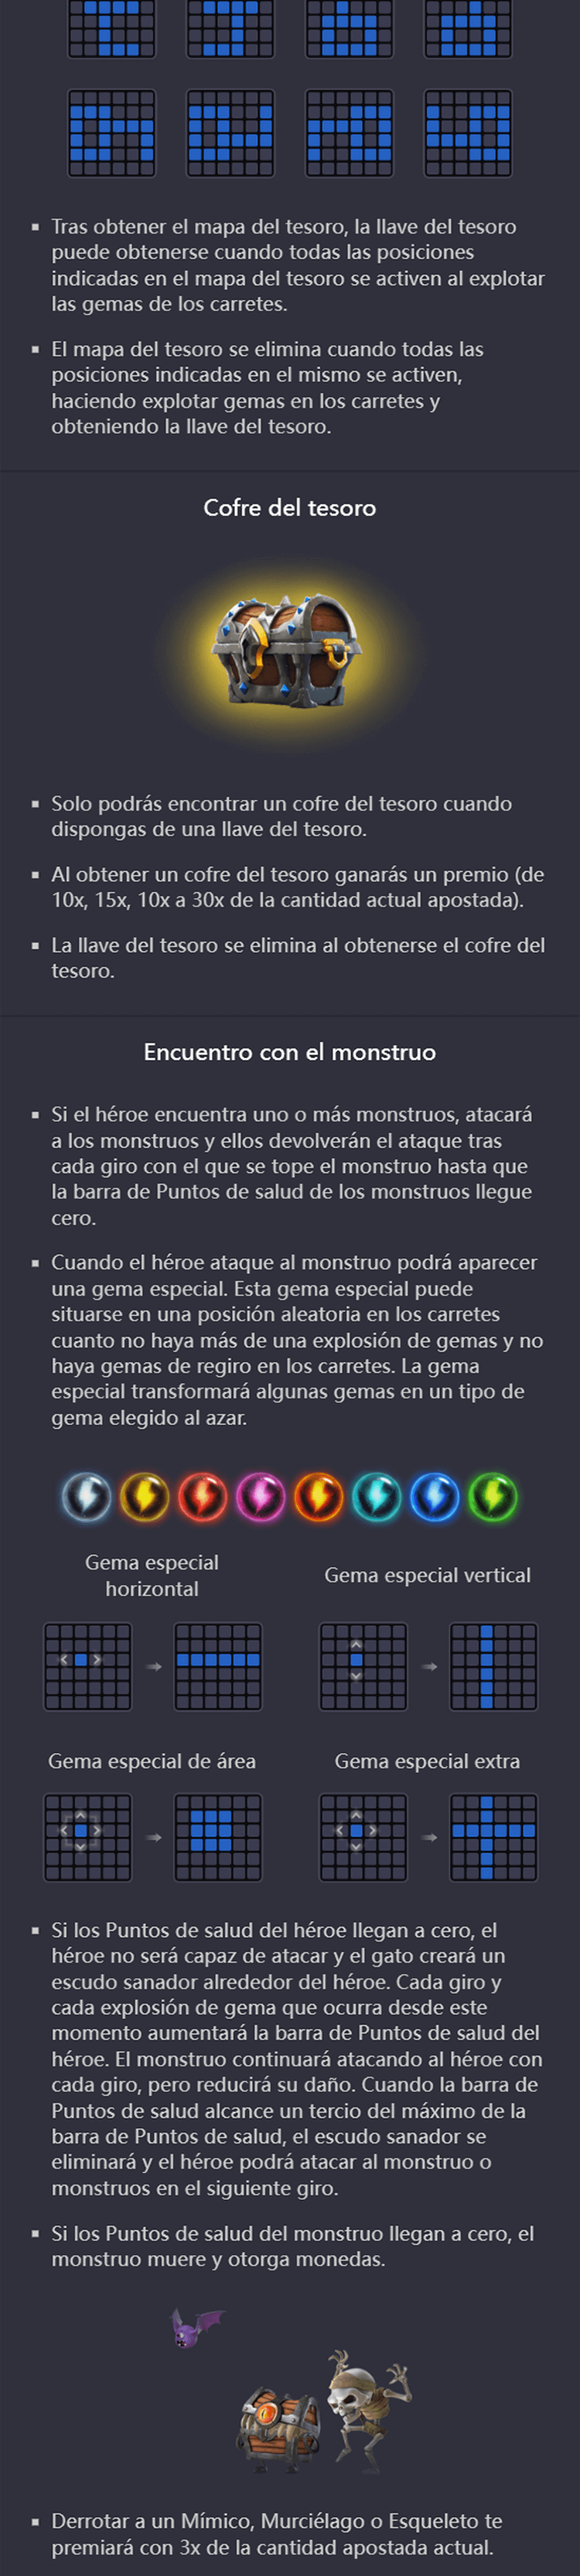 Tras obtener el mapa del tesoro, la llave del tesoro
puede obtenerse cuando todas las posiciones
indicadas en el mapa del tesoro se activen al explotar
las gemas de los carretes.
El mapa del tesoro se elimina cuando todas las
posiciones indicadas en el mismo se activen,
haciendo explotar gemas en los carretes y
obteniendo la llave del tesoro.
Cofre del tesoro
Solo podrás encontrar un cofre del tesoro cuando
dispongas de una llave del tesoro.
Al obtener un cofre del tesoro ganarás un premio (de
10x, 15x, 10x a 30x de la cantidad actual apostada).
La llave del tesoro se elimina al obtenerse el cofre del
tesoro.
Encuentro con el monstruo
Si el héroe encuentra uno o más monstruos, atacará
a los monstruos y ellos devolverán el ataque tras
cada giro con el que se tope el monstruo hasta que
la barra de Puntos de salud de los monstruos llegue
cero.
Cuando el héroe ataque al monstruo podrá aparecer
una gema especial. Esta gema especial puede
situarse en una posición aleatoria en los carretes
cuanto no haya más de una explosión de gemas y no
haya gemas de regiro en los carretes. La gema
especial transformará algunas gemas en un tipo de
gema elegido al azar.
Gema especial
horizontal
Gema especial vertical
Gema especial de área
Gema especial extra
Si los Puntos de salud del héroe llegan a cero, el
héroe no será capaz de atacar y el gato creará un
escudo sanador alrededor del héroe. Cada giro y
cada explosión de gema que ocurra desde este
momento aumentará la barra de Puntos de salud del
héroe. El monstruo continuará atacando al héroe con
cada giro, pero reducirá su daño. Cuando la barra de
Puntos de salud alcance un tercio del máximo de la
barra de Puntos de salud, el escudo sanador se
eliminará y el héroe podrá atacar al monstruo o
monstruos en el siguiente giro.
Si los Puntos de salud del monstruo llegan a cero, el
monstruo muere y otorga monedas.
Derrotar a un Mímico, Murciélago o Esqueleto te
premiará con 3x de la cantidad apostada actual.